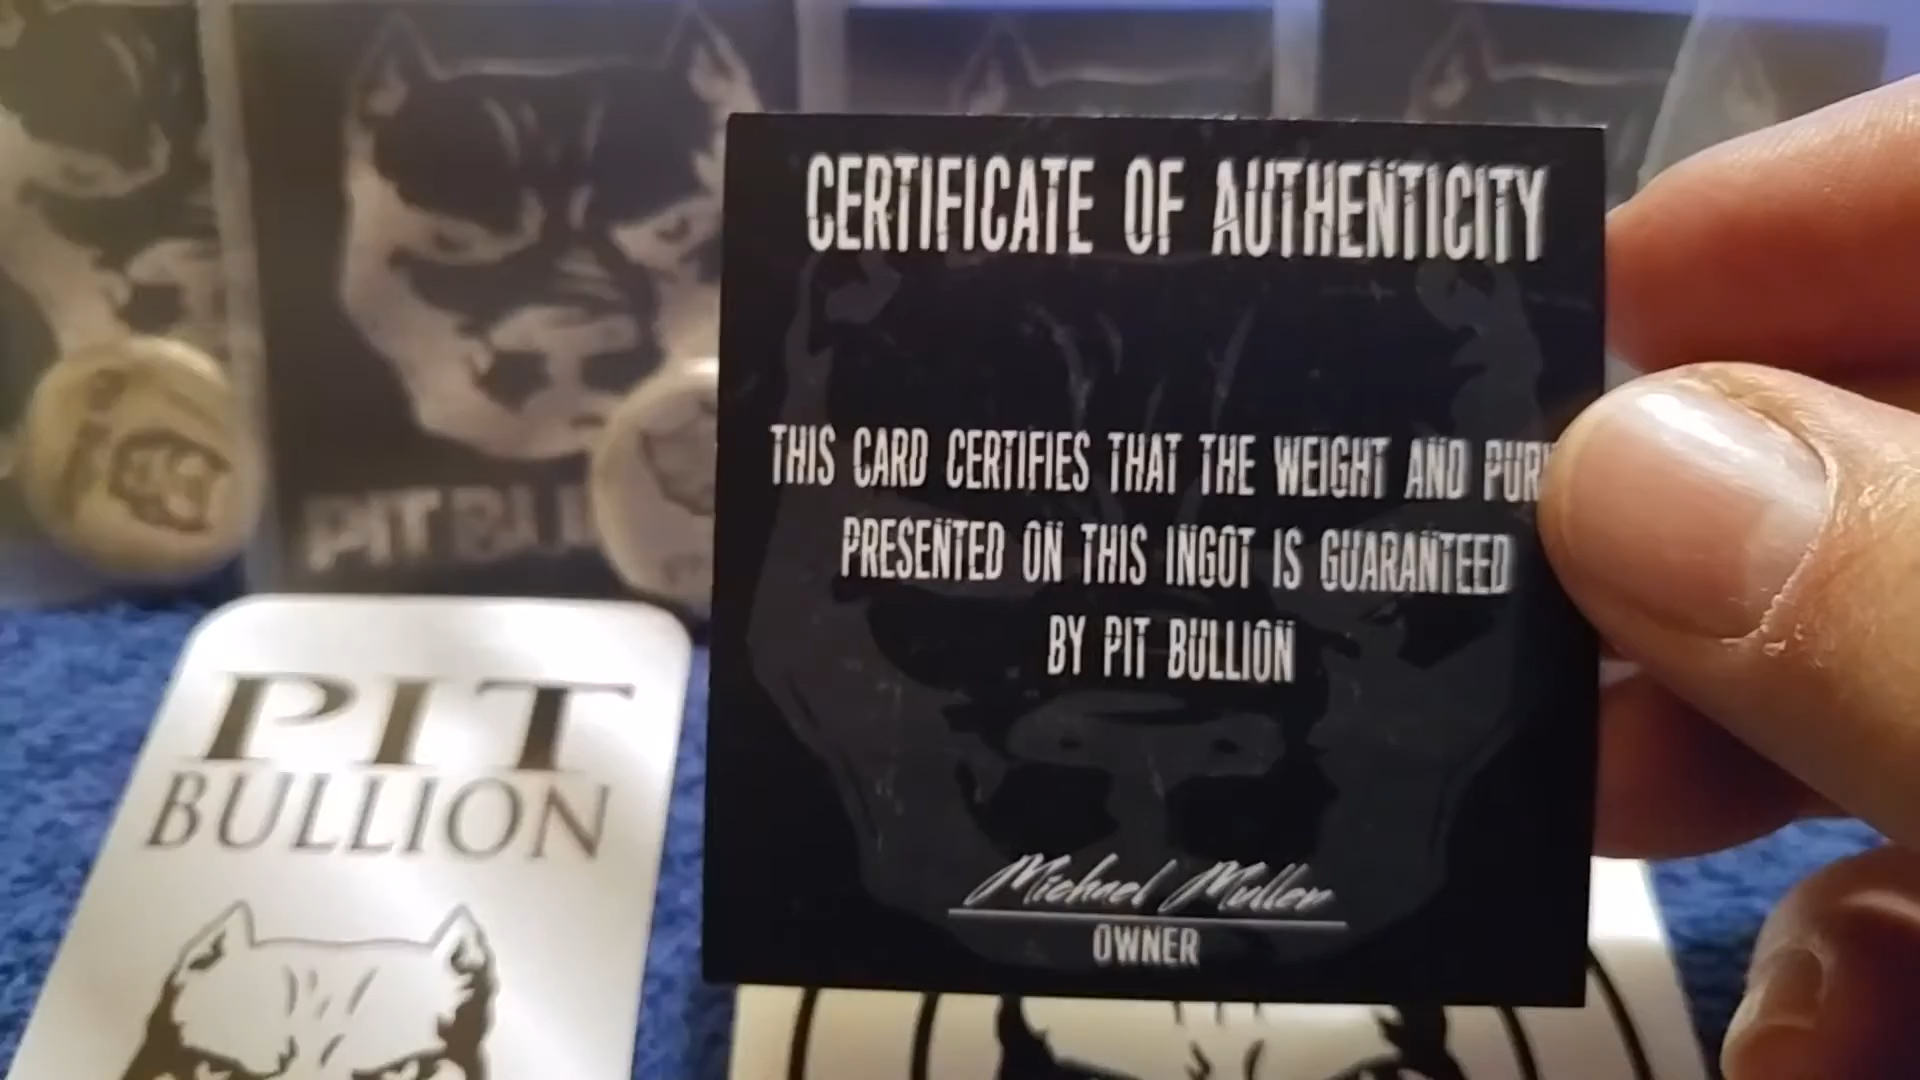 CERTIFICATE OF AUTHENTICITY
THIS CARD CERTIFIES THAT THE WEIGHT AND PUR
PRESENTED ON THIS INGOT IS GUARANTEED
BY PIT BULLION
Michael Mullen
OWNER
PIT BU
PIT
BULLION